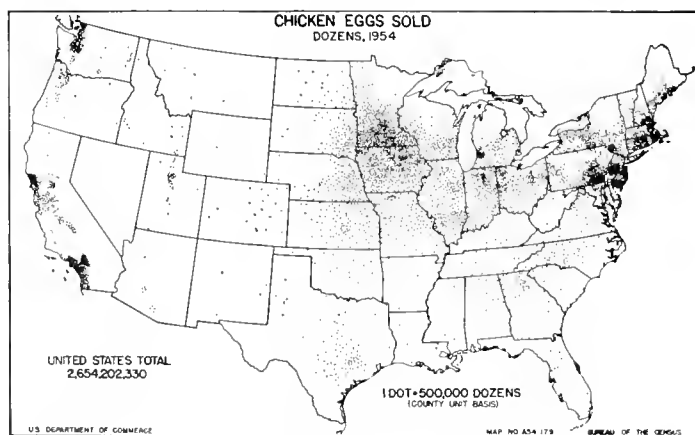 CHICKEN EGGS SOLD
DOZENS, 1954
UNITED STATES TOTAL
2,654,202,330
1 DOT=500,000 DOZENS
(COUNTY UNIT BASIS)
U.S. DEPARTMENT OF COMMERCE
MAP NO A54 179
BUREAU OF THE CENSUS